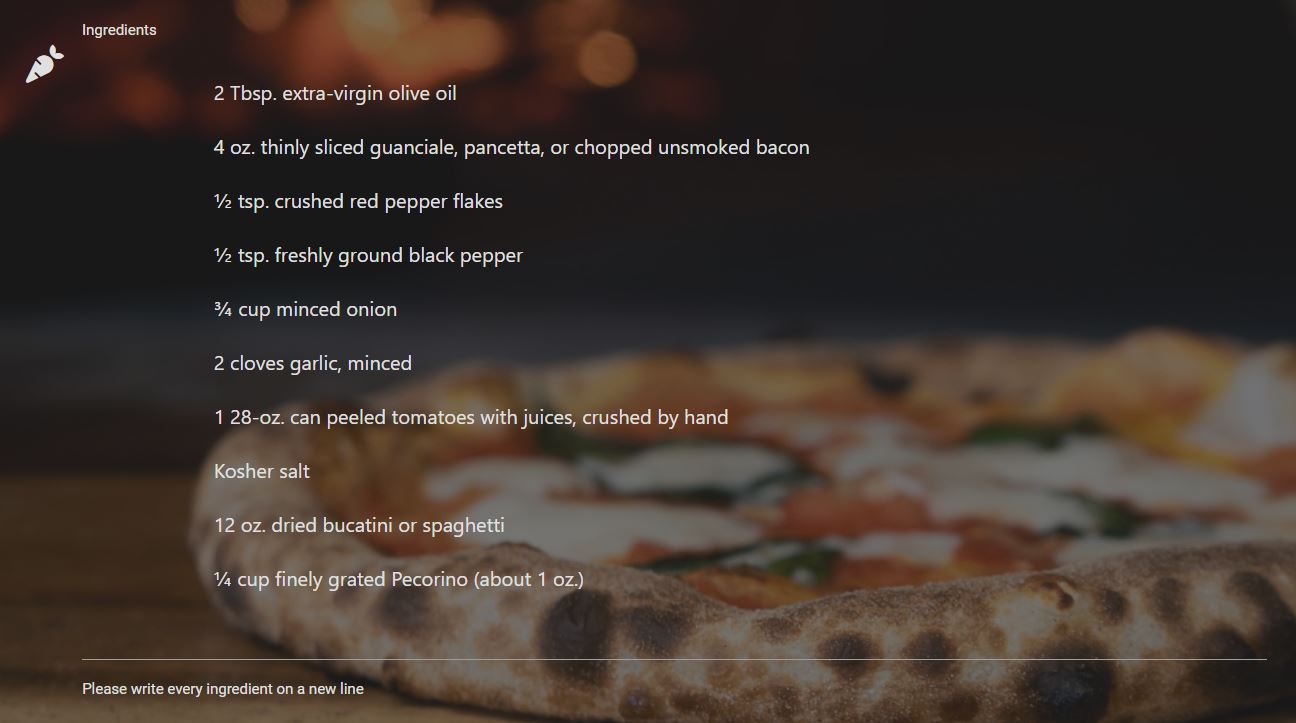 Ingredients
2 Tbsp. extra-virgin olive oil
4 oz. thinly sliced guanciale, pancetta, or chopped unsmoked bacon
½ tsp. crushed red pepper flakes
½ tsp. freshly ground black pepper
¾ cup minced onion
2 cloves garlic, minced
1 28-oz. can peeled tomatoes with juices, crushed by hand
Kosher salt
12 oz. dried bucatini or spaghetti
¼ cup finely grated Pecorino (about 1 oz.)
Please write every ingredient on a new line